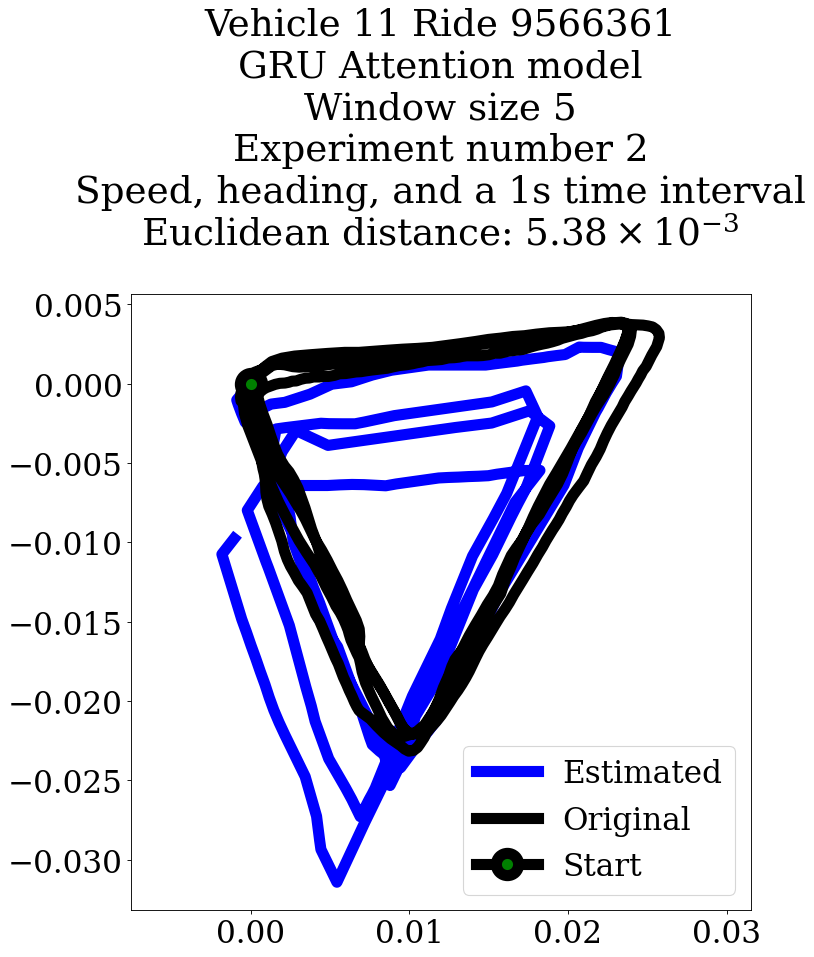 Vehicle 11 Ride 9566361
GRU Attention model
Window size 5
Experiment number 2
Speed, heading, and a 1s time interval
Euclidean distance: 5.38 × 10⁻³
0.005
0.000
−0.005
−0.010
−0.015
−0.020
−0.025
−0.030
Estimated
Original
Start
0.00 0.01 0.02 0.03